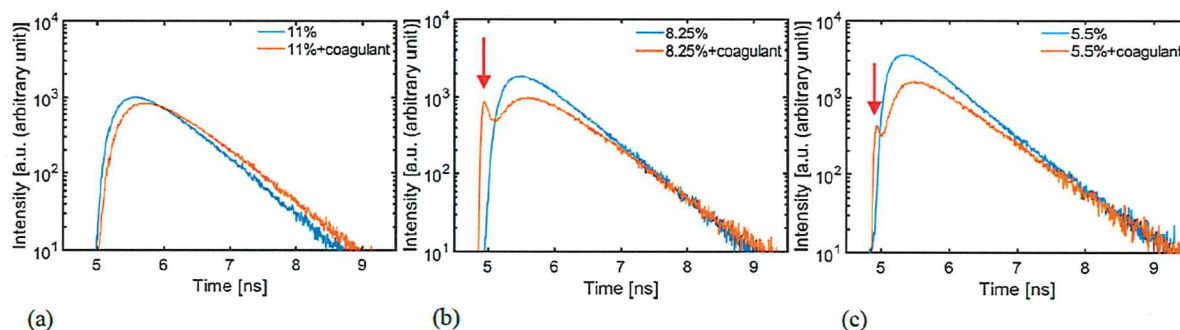 Intensity [a.u. (arbitrary unit)]
10⁴
10³
10²
10¹
11%
11%+coagulant
5 6 7 8 9
Time [ns]
(a)
Intensity [a.u. (arbitrary unit)]
10⁴
10³
10²
10¹
8.25%
8.25%+coagulant
5 6 7 8 9
Time [ns]
(b)
Intensity [a.u. (arbitrary unit)]
10⁴
10³
10²
10¹
5.5%
5.5%+coagulant
5 6 7 8 9
Time [ns]
(c)